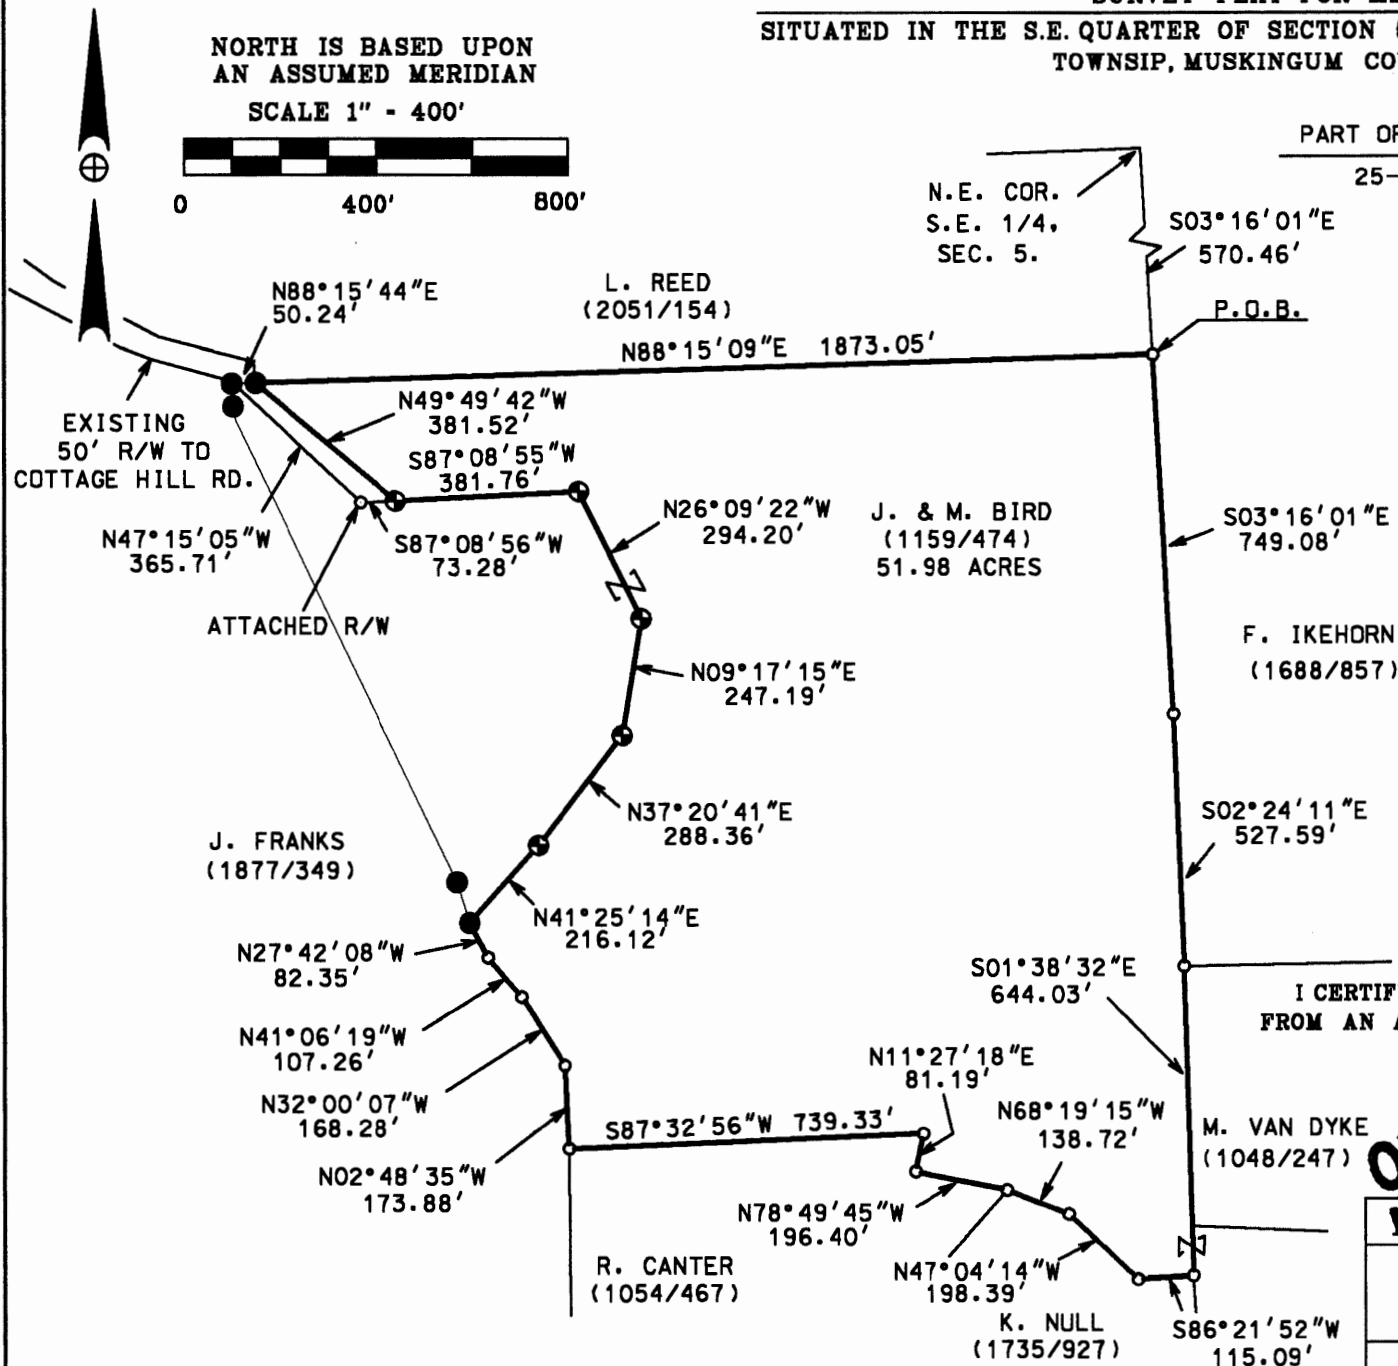 SITUATED IN THE S.E. QUARTER OF SECTION
TOWNSIP, MUSKINGUM CO
NORTH IS BASED UPON
AN ASSUMED MERIDIAN
SCALE 1" - 400'
0 400' 800'
PART OF
25-
N.E. COR.
S.E. 1/4,
SEC. 5.
S03°16'01"E
570.46'
P.O.B.
L. REED
(2051/154)
N88°15'44"E
50.24'
N88°15'09"E 1873.05'
EXISTING
50' R/W TO
COTTAGE HILL RD.
N49°49'42"W
381.52'
S87°08'55"W
381.76'
N47°15'05"W
365.71'
S87°08'56"W
73.28'
ATTACHED R/W
N26°09'22"W
294.20'
J. & M. BIRD
(1159/474)
51.98 ACRES
S03°16'01"E
749.08'
F. IKEHORN
(1688/857)
N09°17'15"E
247.19'
N37°20'41"E
288.36'
S02°24'11"E
527.59'
J. FRANKS
(1877/349)
N41°25'14"E
216.12'
N27°42'08"W
82.35'
S01°38'32"E
644.03'
I CERTIF
FROM AN A
N41°06'19"W
107.26'
N32°00'07"W
168.28'
N11°27'18"E
81.19'
N68°19'15"W
138.72'
S87°32'56"W 739.33'
M. VAN DYKE
(1048/247)
N02°48'35"W
173.88'
N78°49'45"W
196.40'
N47°04'14"W
198.39'
R. CANTER
(1054/467)
K. NULL
(1735/927)
S86°21'52"W
115.09'